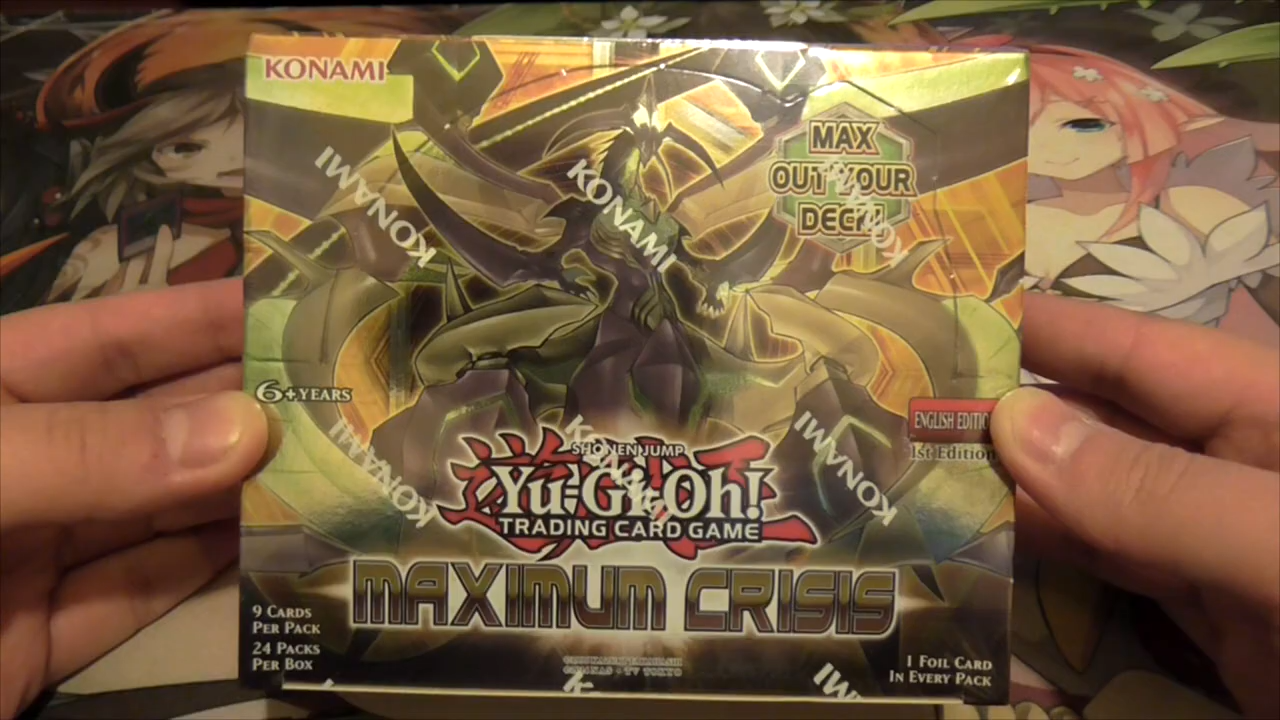 KONAMI
MAX
OUT YOUR
DECK!
KONAMI
KONAMI
KONAMI
6+ YEARS
ENGLISH EDITIO
1st Edition
KONAMI
KONAMI
KONAMI
SHONEN JUMP
Yu-Gi-Oh!
TRADING CARD GAME
MAXIMUM CRISIS
9 CARDS
PER PACK
24 PACKS
PER BOX
1 FOIL CARD
IN EVERY PACK
K
MI